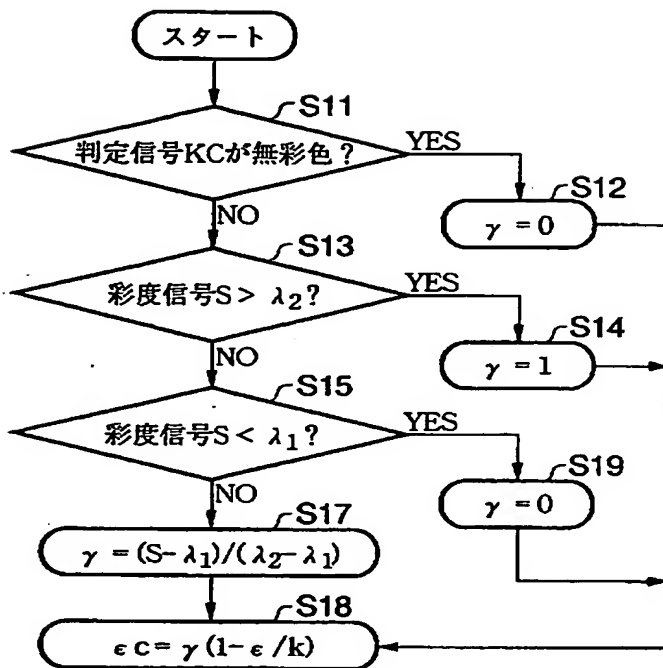 スタート
S11
判定信号KCが無彩色?
YES
S12
γ = 0
NO
S13
彩度信号S > λ₂?
YES
S14
γ = 1
NO
S15
彩度信号S < λ₁?
YES
S19
γ = 0
NO
S17
γ = (S-λ₁)/(λ₂-λ₁)
S18
εc = γ(1-ε/k)